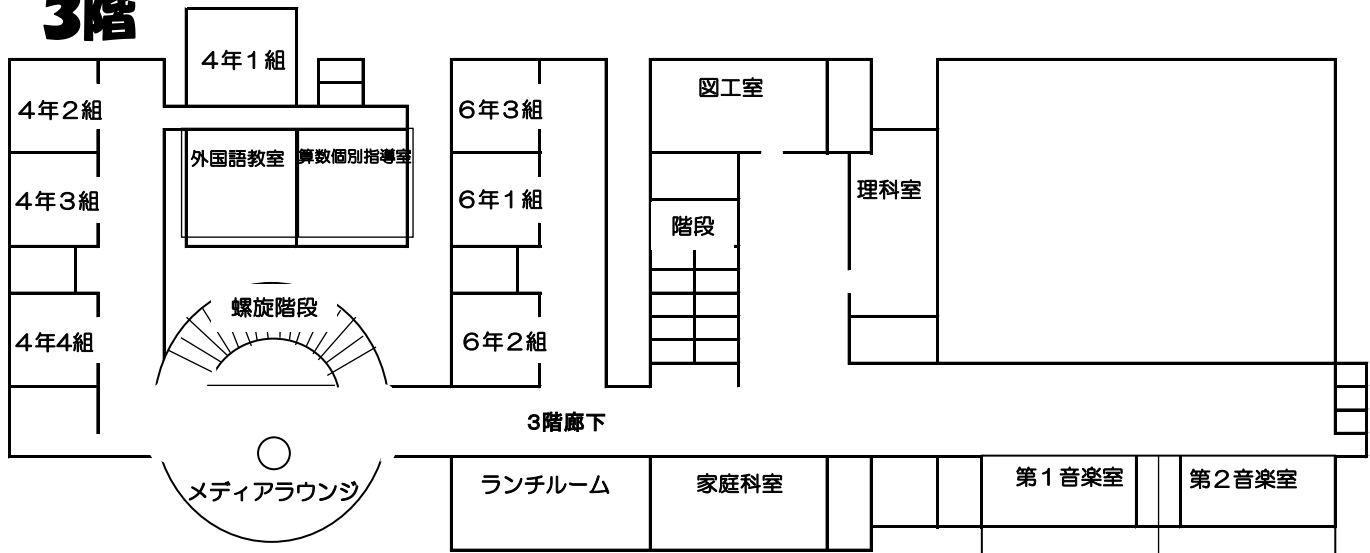 3階
4年1組
4年2組
6年3組
図工室
外国語教室
算数個別指導室
4年3組
6年1組
理科室
階段
螺旋階段
4年4組
6年2組
3階廊下
メディアラウンジ
ランチルーム
家庭科室
第1音楽室
第2音楽室